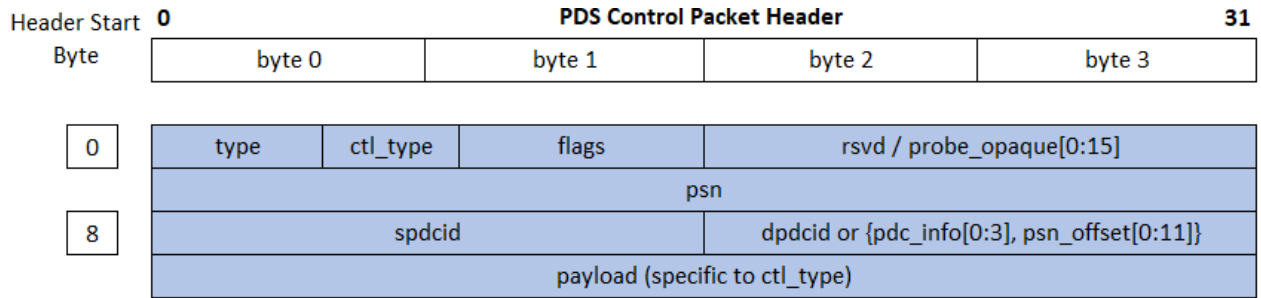 Header Start Byte
0 PDS Control Packet Header 31
byte 0 byte 1 byte 2 byte 3
0 type ctl_type flags rsvd / probe_opaque[0:15]
psn
8 spdcid dpdcid or {pdc_info[0:3], psn_offset[0:11]}
payload (specific to ctl_type)